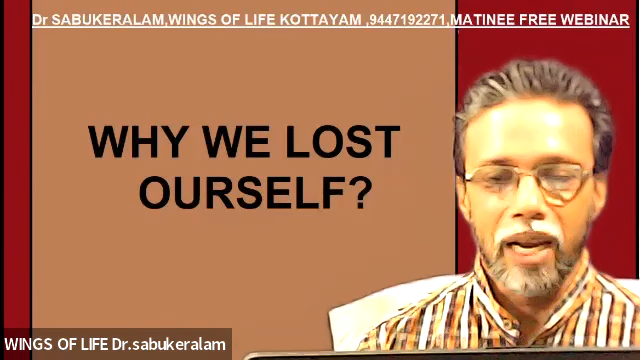 Dr SABUKERALAM,WINGS OF LIFE KOTTAYAM ,9447192271,MATINEE FREE WEBINAR
WHY WE LOST
OURSELF?
WINGS OF LIFE Dr.sabukeralam